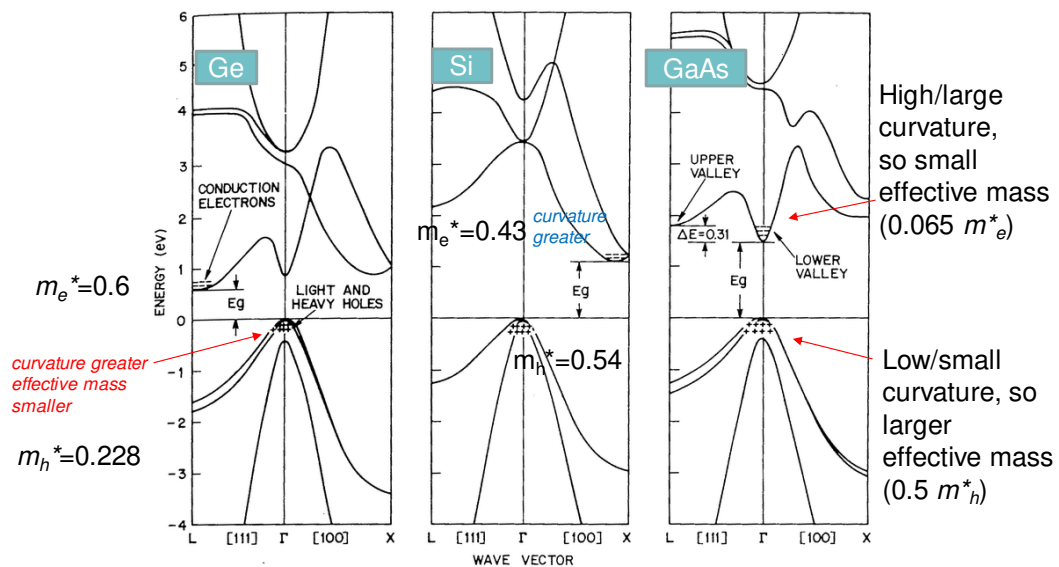 Ge
Si
GaAs
6
5
4
3
2
1
0
-1
-2
-3
-4
ENERGY (eV)
CONDUCTION
ELECTRONS
Eg
LIGHT AND
HEAVY HOLES
me*=0.6
curvature greater
effective mass
smaller
mh*=0.228
me*=0.43
curvature
greater
Eg
mh*=0.54
UPPER
VALLEY
ΔE=0.31
LOWER
VALLEY
Eg
High/large
curvature,
so small
effective mass
(0.065 m*e)
Low/small
curvature, so
larger
effective mass
(0.5 m*h)
L [111] Γ [100] X
L [111] Γ [100] X
L [111] Γ [100] X
WAVE VECTOR